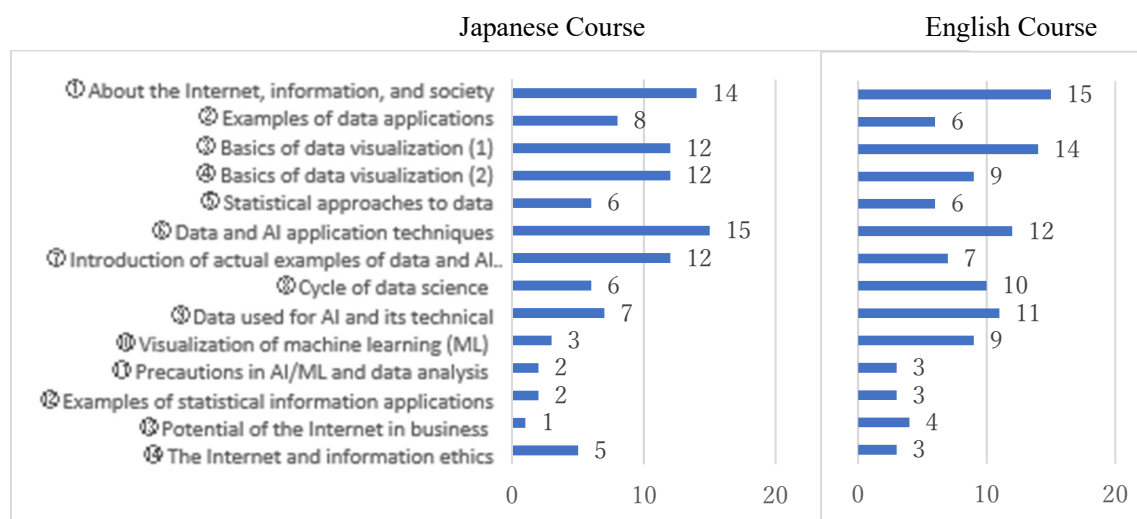 Japanese Course English Course
① About the Internet, information, and society 14 15
② Examples of data applications 8 6
③ Basics of data visualization (1) 12 14
④ Basics of data visualization (2) 12 9
⑤ Statistical approaches to data 6 6
⑥ Data and AI application techniques 15 12
⑦ Introduction of actual examples of data and AI.. 12 7
⑧ Cycle of data science 6 10
⑨ Data used for AI and its technical 7 11
⑩ Visualization of machine learning (ML) 3 9
⑪ Precautions in AI/ML and data analysis 2 3
⑫ Examples of statistical information applications 2 3
⑬ Potential of the Internet in business 1 4
⑭ The Internet and information ethics 5 3
0 10 20 0 10 20